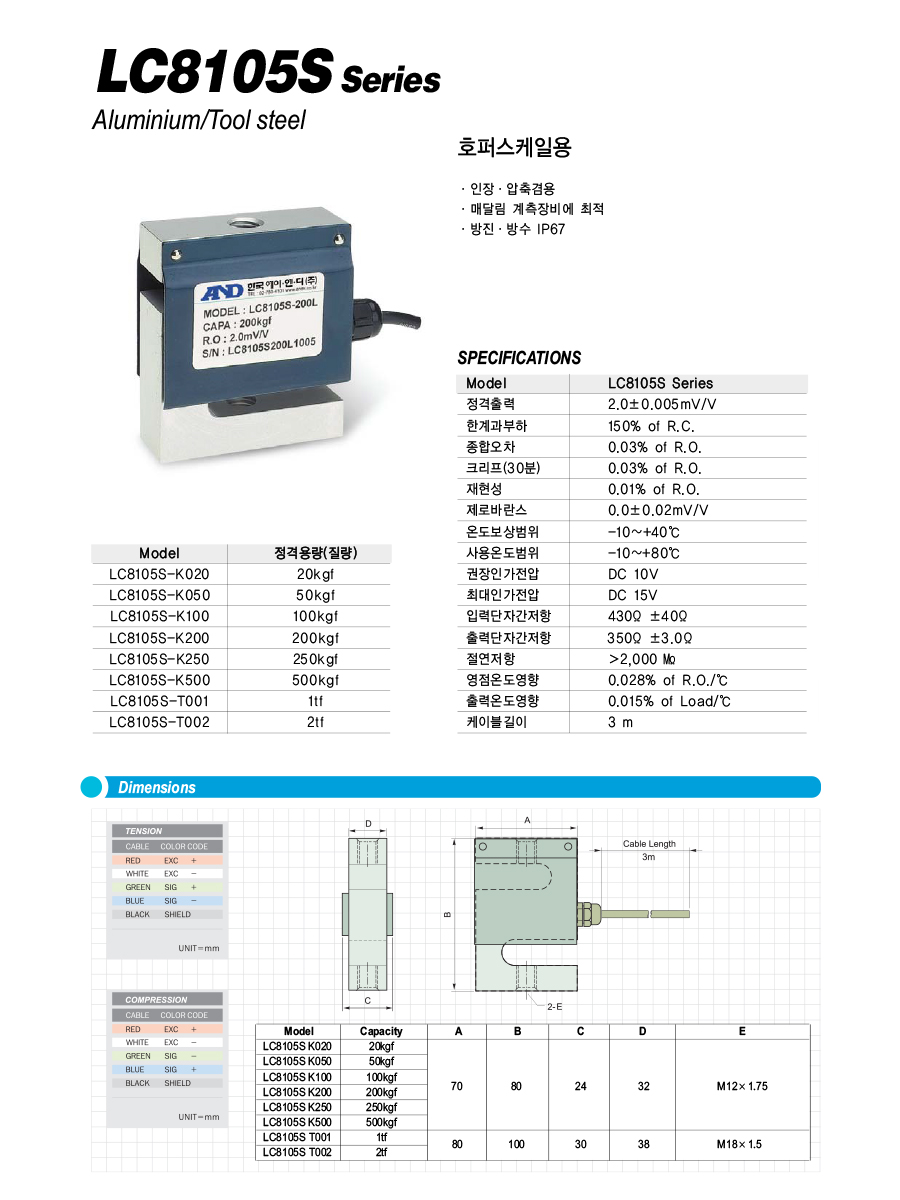 LC8105S Series
Aluminium/Tool steel
호퍼스케일용
· 인장 · 압축겸용
· 매달림 계측장비에 최적
· 방진 · 방수 IP67
AND 한국에이·앤·디(주)
MODEL : LC8105S-200L
CAPA : 200kgf
R.O : 2.0mV/V
S/N : LC8105S200L1005
SPECIFICATIONS
Model LC8105S Series
정격출력 2.0±0.005mV/V
한계과부하 150% of R.C.
종합오차 0.03% of R.O.
크리프(30분) 0.03% of R.O.
재현성 0.01% of R.O.
제로바란스 0.0±0.02mV/V
온도보상범위 -10~+40℃
사용온도범위 -10~+80℃
권장인가전압 DC 10V
최대인가전압 DC 15V
입력단자간저항 430Ω ±40Ω
출력단자간저항 350Ω ±3.0Ω
절연저항 >2,000 ㏁
영점온도영향 0.028% of R.O./℃
출력온도영향 0.015% of Load/℃
케이블길이 3 m
Model 정격용량(질량)
LC8105S-K020 20kgf
LC8105S-K050 50kgf
LC8105S-K100 100kgf
LC8105S-K200 200kgf
LC8105S-K250 250kgf
LC8105S-K500 500kgf
LC8105S-T001 1tf
LC8105S-T002 2tf
Dimensions
TENSION
CABLE COLOR CODE
RED EXC +
WHITE EXC -
GREEN SIG +
BLUE SIG -
BLACK SHIELD
UNIT=mm
COMPRESSION
CABLE COLOR CODE
RED EXC +
WHITE EXC -
GREEN SIG -
BLUE SIG +
BLACK SHIELD
UNIT=mm
D
A
Cable Length
3m
B
C
2-E
Model Capacity A B C D E
LC8105S K020 20kgf
LC8105S K050 50kgf
LC8105S K100 100kgf
LC8105S K200 200kgf
LC8105S K250 250kgf
LC8105S K500 500kgf
70 80 24 32 M12×1.75
LC8105S T001 1tf
LC8105S T002 2tf
80 100 30 38 M18×1.5